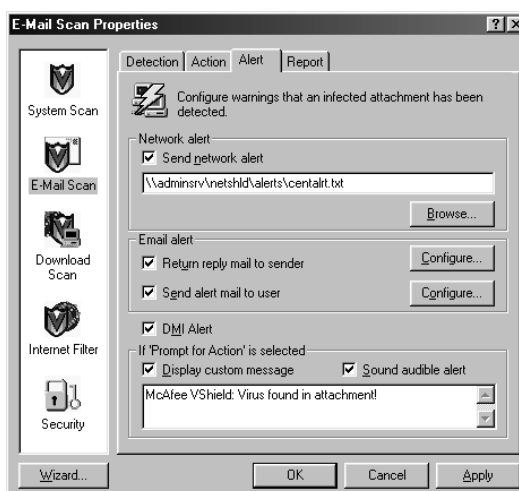 E-Mail Scan Properties
System Scan
E-Mail Scan
Download
Scan
Internet Filter
Security
Detection
Action
Alert
Report
Configure warnings that an infected attachment has been
detected.
Network alert
Send network alert
\\adminsrv\netshld\alerts\centalrt.txt
Browse...
Email alert
Return reply mail to sender
Configure...
Send alert mail to user
Configure...
DMI Alert
If 'Prompt for Action' is selected
Display custom message
Sound audible alert
McAfee VShield: Virus found in attachment!
Wizard...
OK
Cancel
Apply